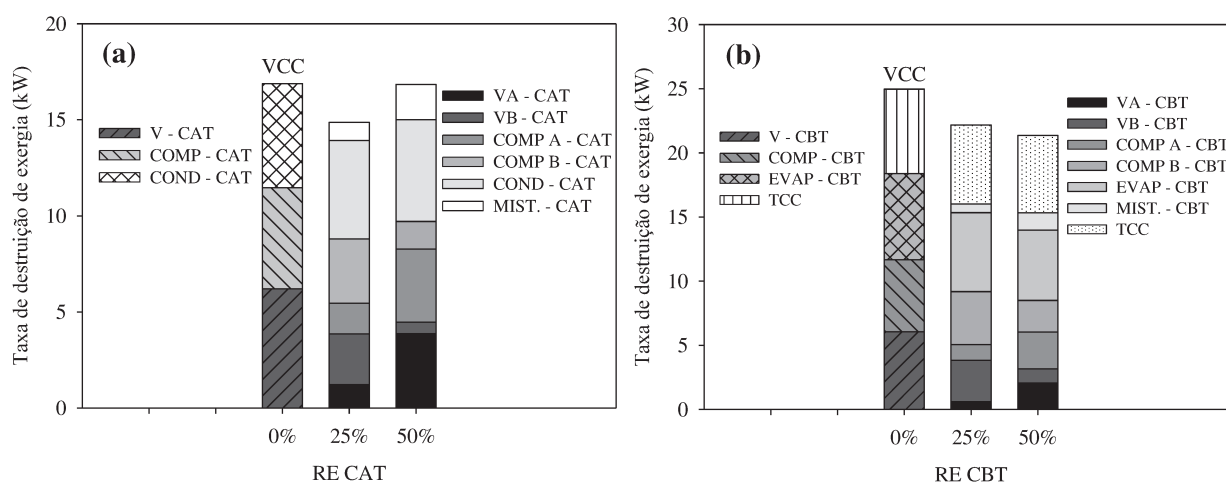 Taxa de destruição de exergia (kW)
20
15
10
5
0
(a)
VCC
V - CAT
COMP - CAT
COND - CAT
VA - CAT
VB - CAT
COMP A - CAT
COMP B - CAT
COND - CAT
MIST. - CAT
0%
25%
50%
RE CAT
Taxa de destruição de exergia (kW)
30
25
20
15
10
5
0
(b)
VCC
V - CBT
COMP - CBT
EVAP - CBT
TCC
VA - CBT
VB - CBT
COMP A - CBT
COMP B - CBT
EVAP - CBT
MIST. - CBT
TCC
0%
25%
50%
RE CBT